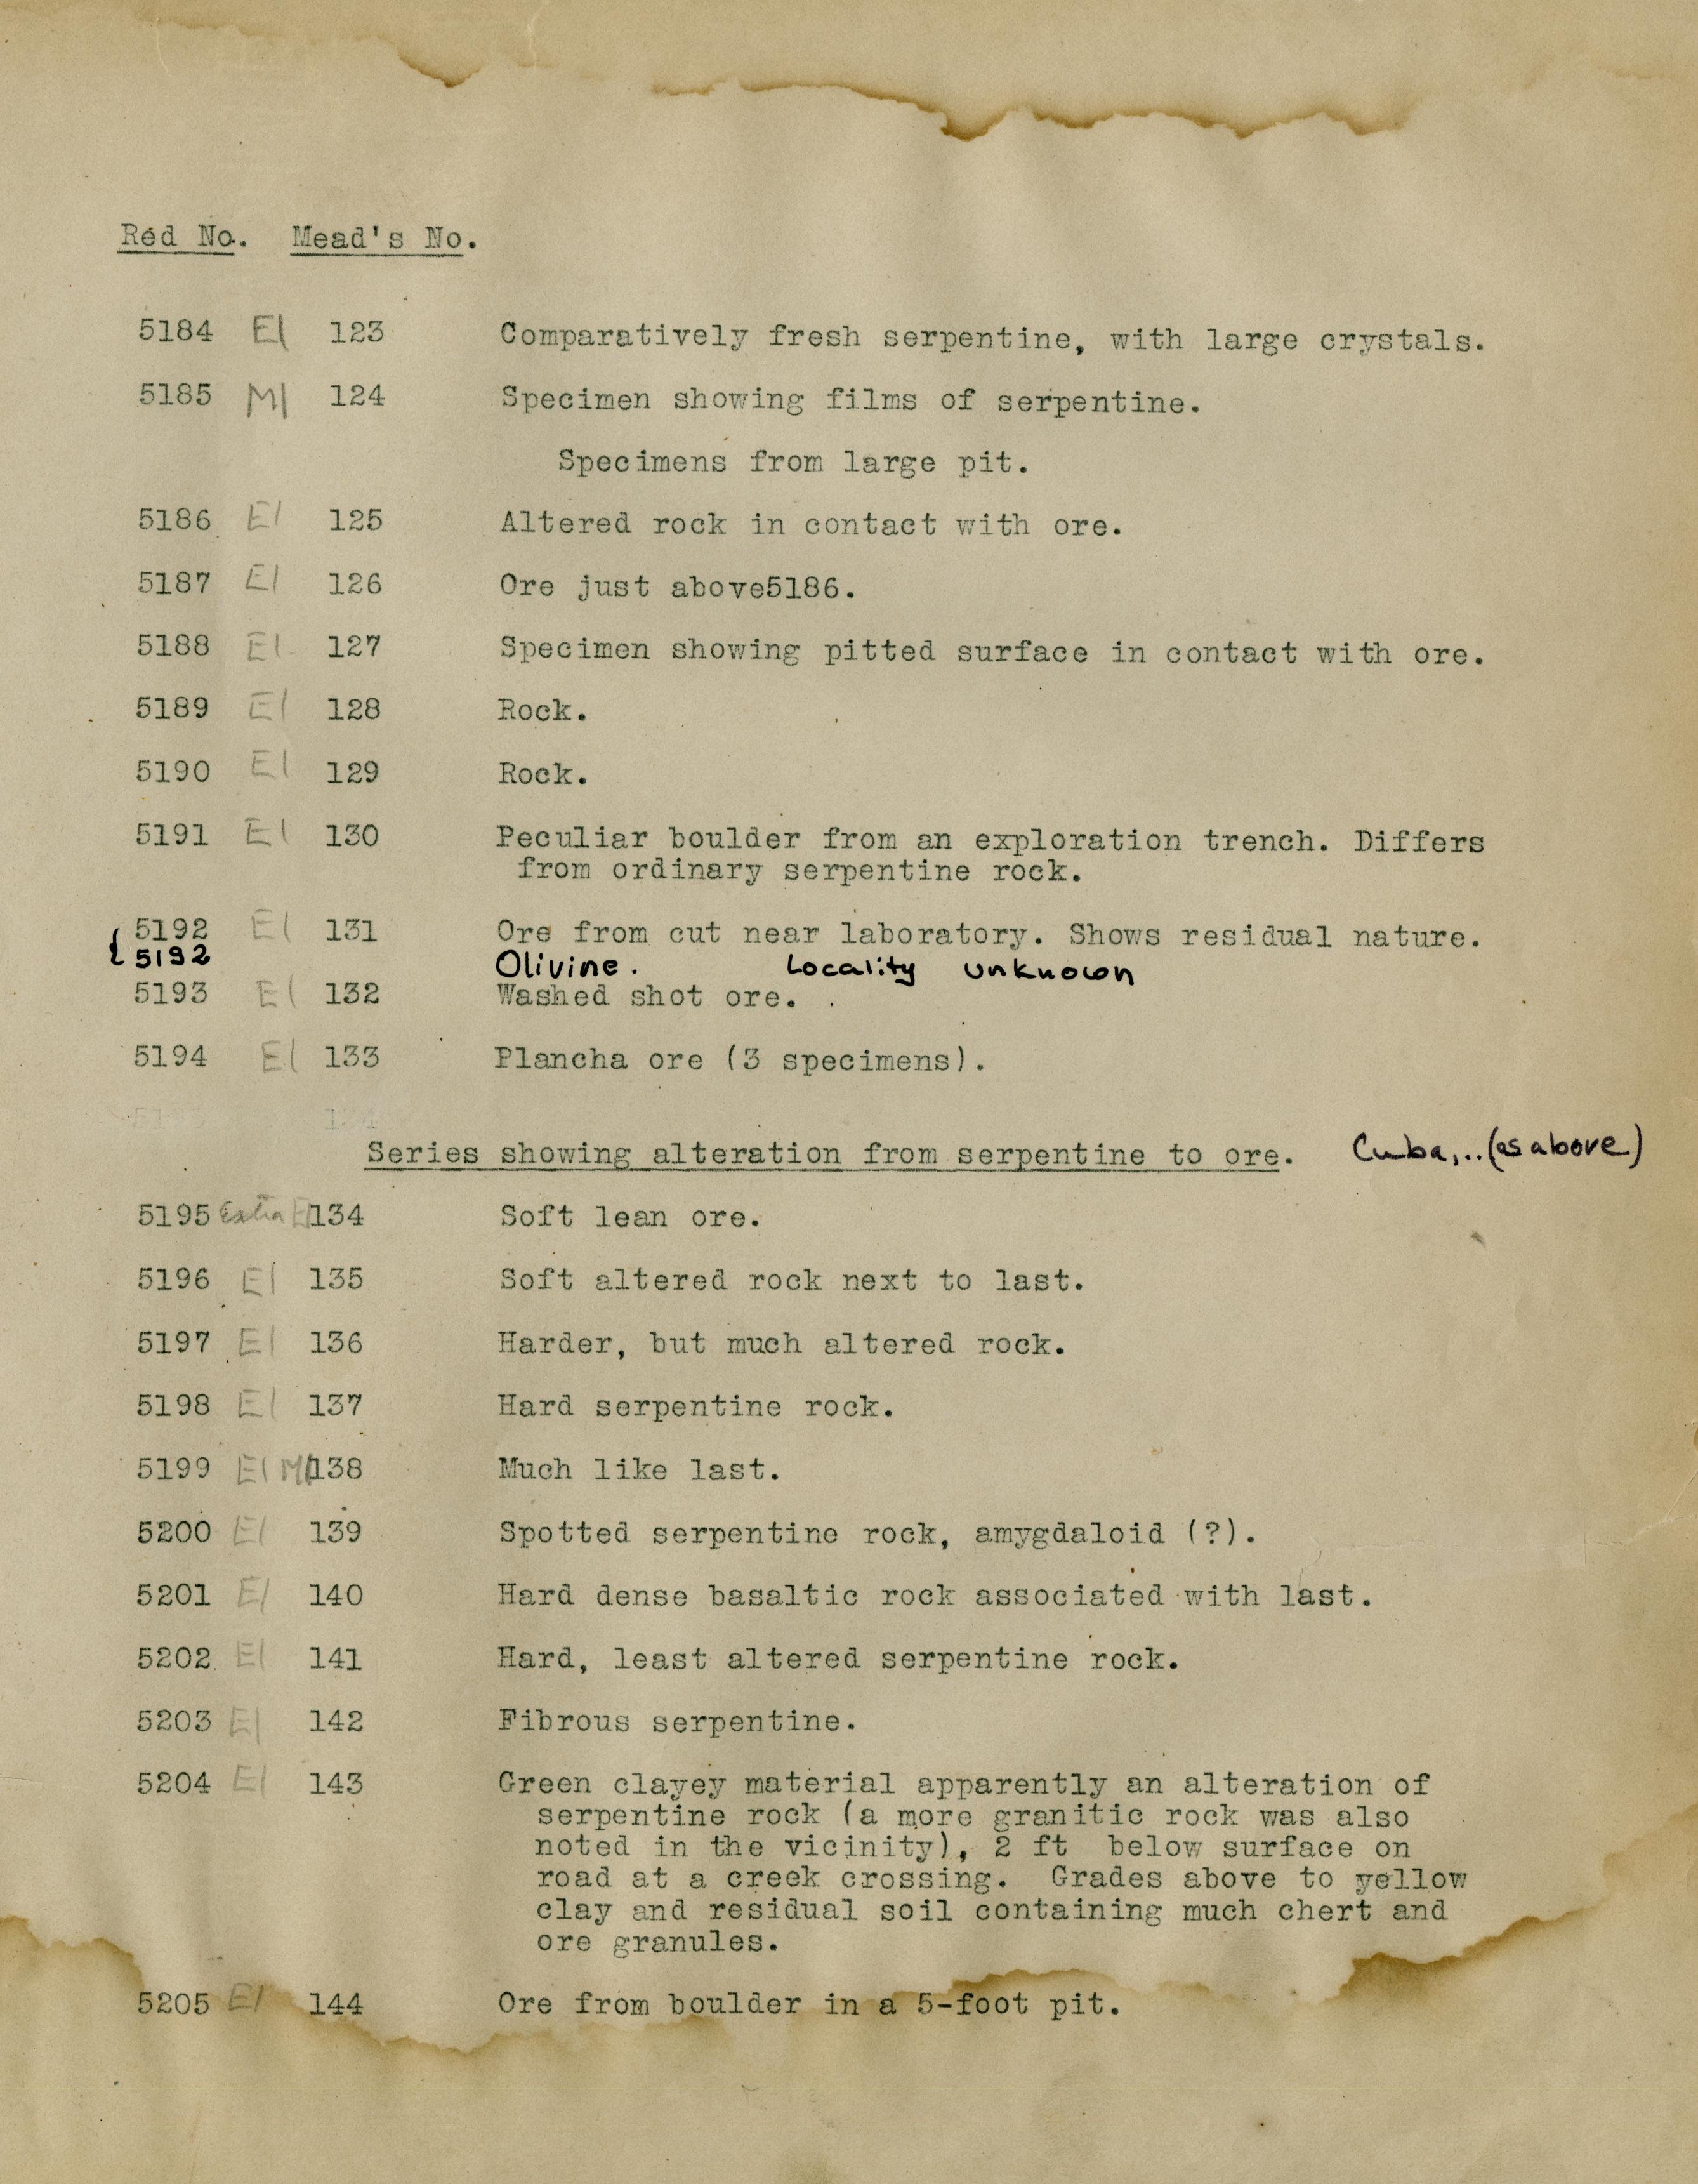 Red No. Mead's No.
5184 E1 123 Comparatively fresh serpentine, with large crystals.
5185 M1 124 Specimen showing films of serpentine.
Specimens from large pit.
5186 E1 125 Altered rock in contact with ore.
5187 E1 126 Ore just above5186.
5188 E1 127 Specimen showing pitted surface in contact with ore.
5189 E1 128 Rock.
5190 E1 129 Rock.
5191 E1 130 Peculiar boulder from an exploration trench. Differs
from ordinary serpentine rock.
5192 E1 131 Ore from cut near laboratory. Shows residual nature.
5192 Olivine. Locality unknown
5193 E1 132 Washed shot ore.
5194 E1 133 Plancha ore (3 specimens).
Series showing alteration from serpentine to ore. Cuba,..(as above)
5195 Extra 134 Soft lean ore.
5196 E1 135 Soft altered rock next to last.
5197 E1 136 Harder, but much altered rock.
5198 E1 137 Hard serpentine rock.
5199 E1 M1 138 Much like last.
5200 E1 139 Spotted serpentine rock, amygdaloid (?).
5201 E1 140 Hard dense basaltic rock associated with last.
5202 E1 141 Hard, least altered serpentine rock.
5203 E1 142 Fibrous serpentine.
5204 E1 143 Green clayey material apparently an alteration of
serpentine rock (a more granitic rock was also
noted in the vicinity), 2 ft below surface on
road at a creek crossing. Grades above to yellow
clay and residual soil containing much chert and
ore granules.
5205 E1 144 Ore from boulder in a 5-foot pit.